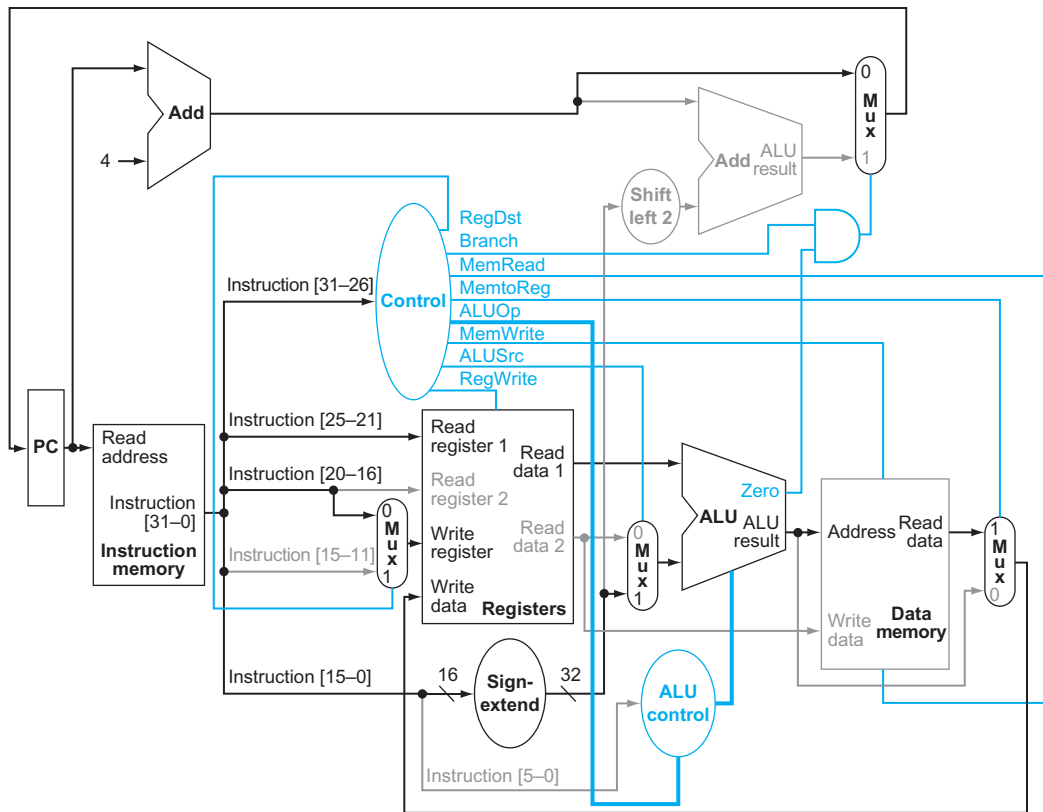 0
Mux
1
Add
4
Add
ALU
result
Shift
left 2
RegDst
Branch
MemRead
MemtoReg
ALUOp
MemWrite
ALUSrc
RegWrite
Control
Instruction [31–26]
Instruction [25–21]
Instruction [20–16]
Instruction [15–11]
Instruction [15–0]
Instruction [5–0]
PC
Read
address
Instruction
[31–0]
Instruction
memory
0
Mux
1
Read
register 1
Read
register 2
Write
register
Write
data
Read
data 1
Read
data 2
Registers
0
Mux
1
Zero
ALU
ALU
result
Address
Read
data
Write
data
Data
memory
1
Mux
0
16
Sign-
extend
32
ALU
control